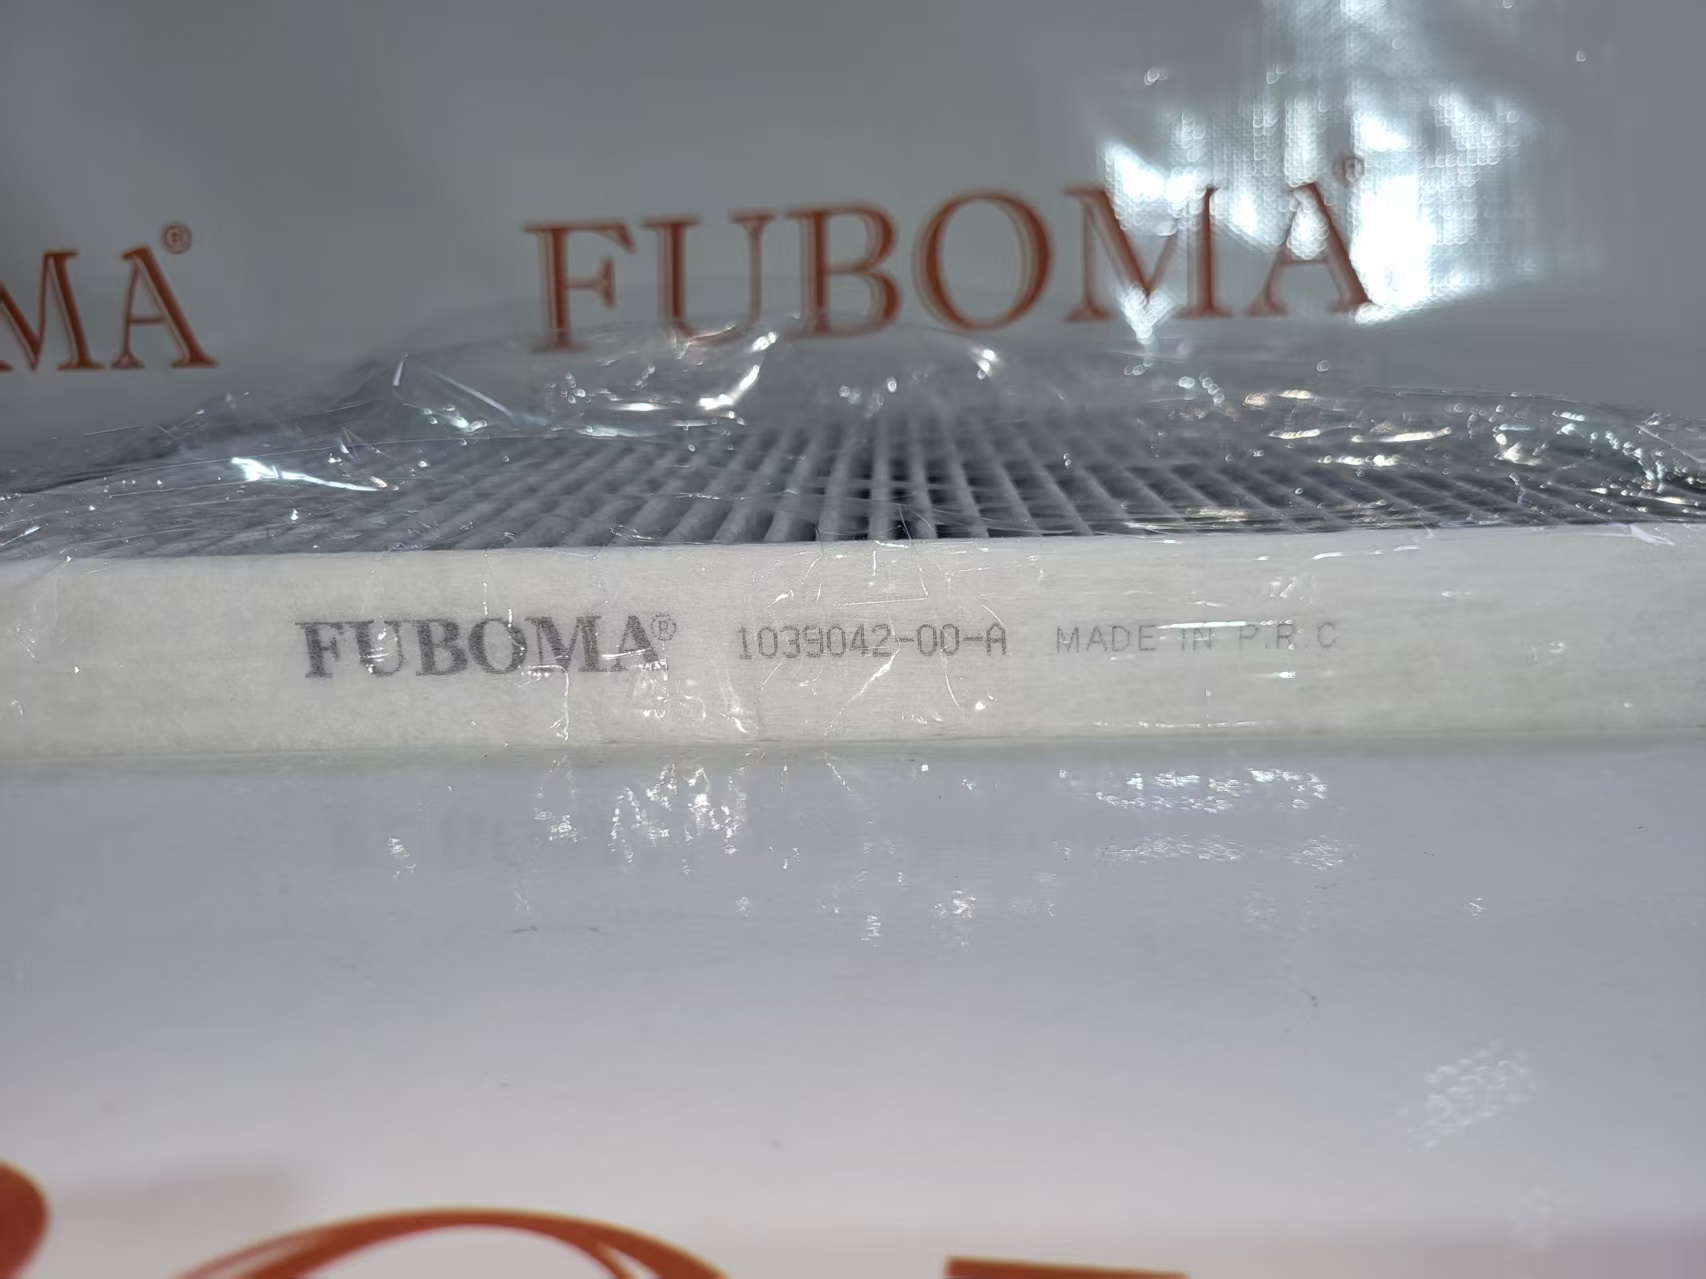 MA®
FUBOMA®
FUBOMA® 1039042-00-A MADE IN P.R.C